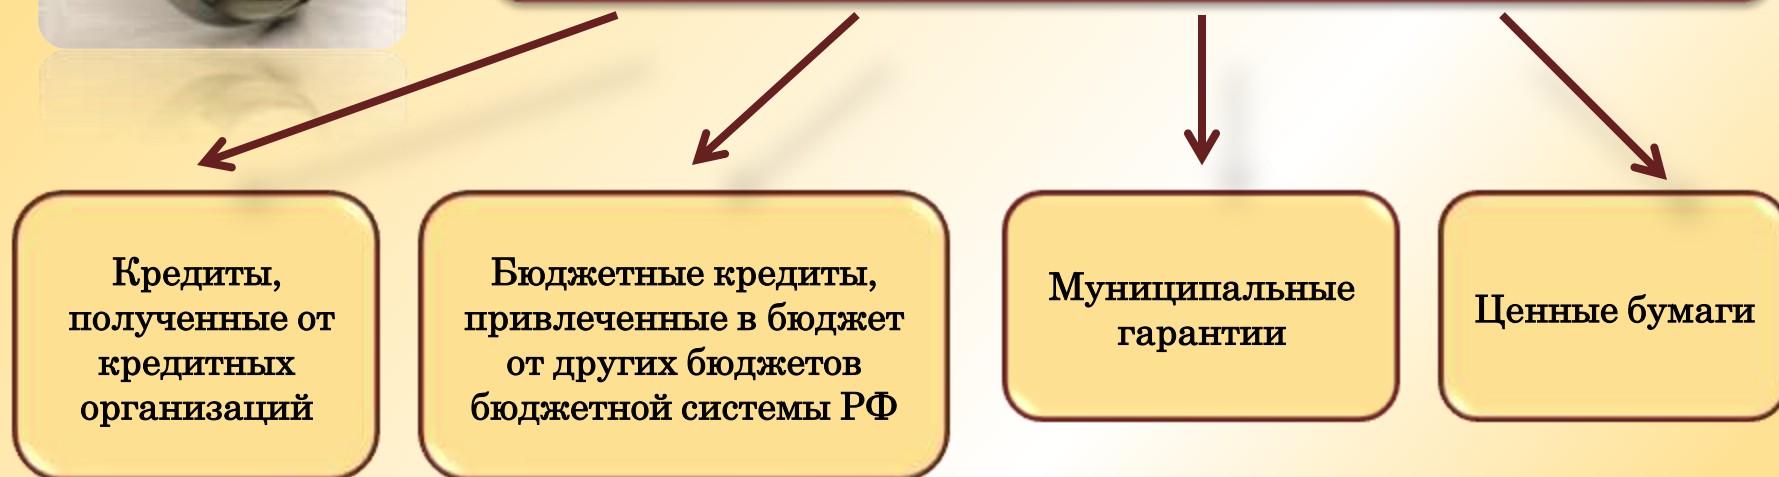 Кредиты,
полученные от
кредитных
организаций
Бюджетные кредиты,
привлеченные в бюджет
от других бюджетов
бюджетной системы РФ
Муниципальные
гарантии
Ценные бумаги